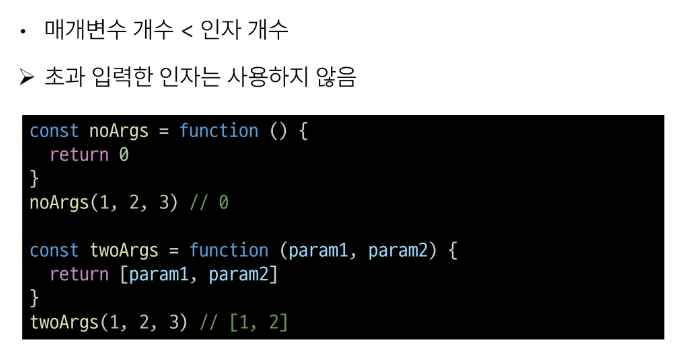 • 매개변수 개수 < 인자 개수
➢ 초과 입력한 인자는 사용하지 않음
const noArgs = function () {
  return 0
}
noArgs(1, 2, 3) // 0

const twoArgs = function (param1, param2) {
  return [param1, param2]
}
twoArgs(1, 2, 3) // [1, 2]